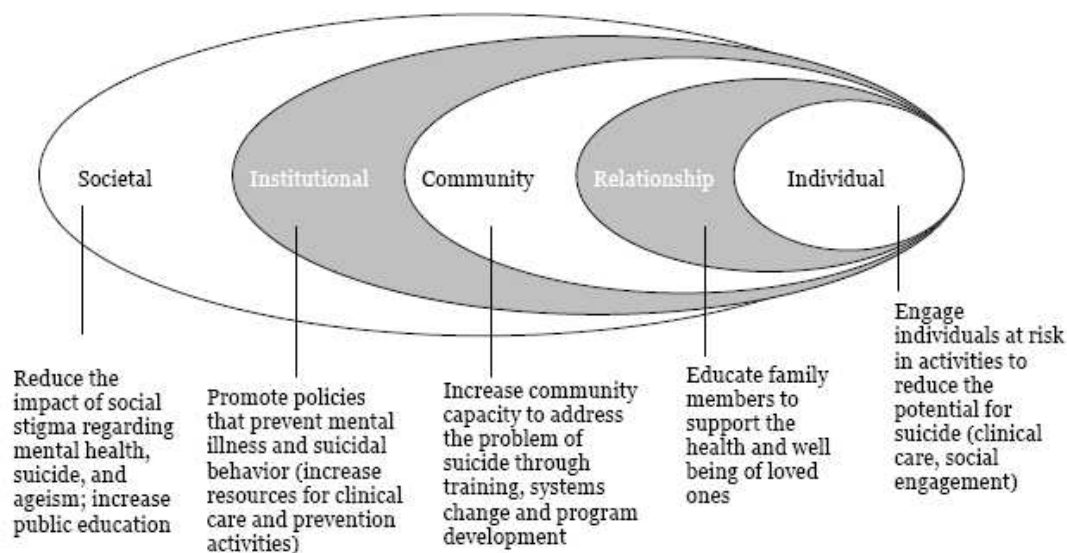 Societal
Institutional
Community
Relationship
Individual
Reduce the
impact of social
stigma regarding
mental health,
suicide, and
ageism; increase
public education
Promote policies
that prevent mental
illness and suicidal
behavior (increase
resources for clinical
care and prevention
activities)
Increase community
capacity to address
the problem of
suicide through
training, systems
change and program
development
Educate family
members to
support the
health and well
being of loved
ones
Engage
individuals at risk
in activities to
reduce the
potential for
suicide (clinical
care, social
engagement)